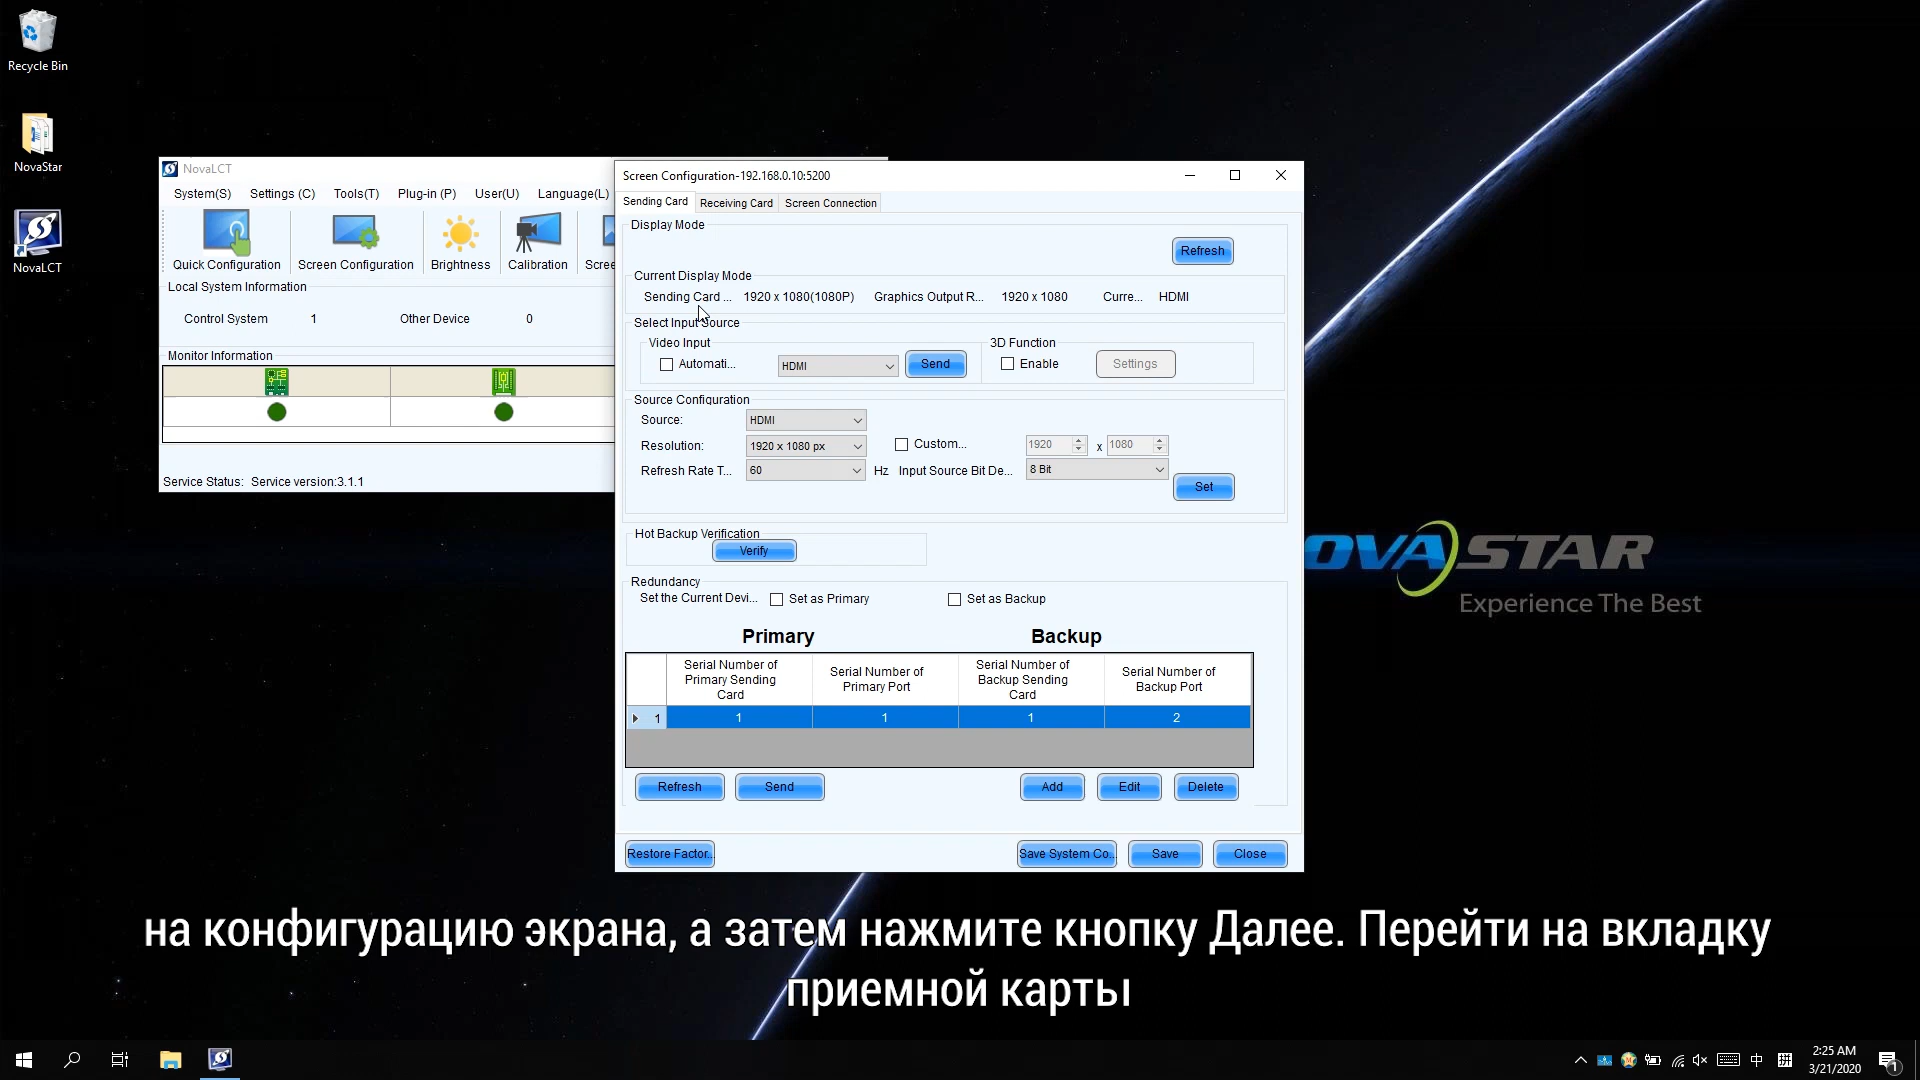 Recycle Bin
NovaStar
NovaLCT
NovaLCT
System(S) Settings (C) Tools(T) Plug-in (P) User(U) Language(L)
Quick Configuration Screen Configuration Brightness Calibration Scree
Local System Information
Control System 1 Other Device 0
Monitor Information
Service Status: Service version:3.1.1
Screen Configuration-192.168.0.10:5200
Sending Card Receiving Card Screen Connection
Display Mode
Refresh
Current Display Mode
Sending Card ... 1920 x 1080(1080P) Graphics Output R... 1920 x 1080 Curre... HDMI
Select Input Source
Video Input 3D Function
Automati... HDMI Send Enable Settings
Source Configuration
Source: HDMI
Resolution: 1920 x 1080 px Custom... 1920 x 1080
Refresh Rate T... 60 Hz Input Source Bit De... 8 Bit
Set
Hot Backup Verification
Verify
Redundancy
Set the Current Devi... Set as Primary Set as Backup
Primary Backup
Serial Number of Primary Sending Card Serial Number of Primary Port Serial Number of Backup Sending Card Serial Number of Backup Port
1 1 1 1 2
Refresh Send Add Edit Delete
Restore Factor... Save System Co... Save Close
OVASTAR
Experience The Best
на конфигурацию экрана, а затем нажмите кнопку Далее. Перейти на вкладку
приемной карты
中 拼 2:25 AM
3/21/2020 1